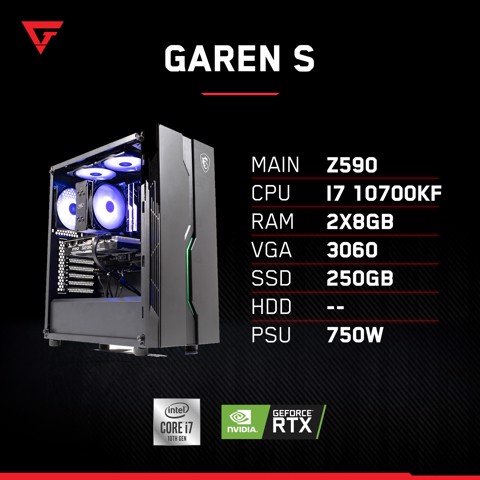 GAREN S
MAIN Z590
CPU I7 10700KF
RAM 2X8GB
VGA 3060
SSD 250GB
HDD --
PSU 750W
intel
CORE i7
10TH GEN
NVIDIA
GEFORCE
RTX